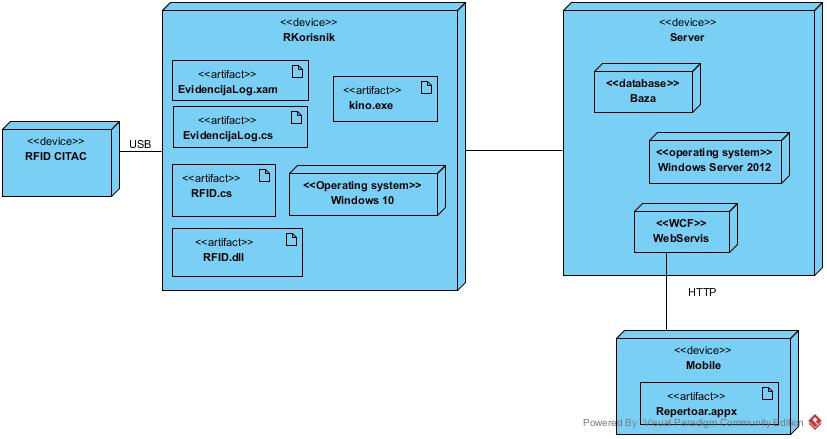 <<device>>
RFID CITAC
USB
<<device>>
RKorisnik
<<artifact>>
EvidencijaLog.xam
<<artifact>>
EvidencijaLog.cs
<<artifact>>
kino.exe
<<artifact>>
RFID.cs
<<Operating system>>
Windows 10
<<artifact>>
RFID.dll
<<device>>
Server
<<database>>
Baza
<<operating system>>
Windows Server 2012
<<WCF>>
WebServis
HTTP
<<device>>
Mobile
<<artifact>>
Repertoar.appx
Powered By Visual Paradigm Community Edition